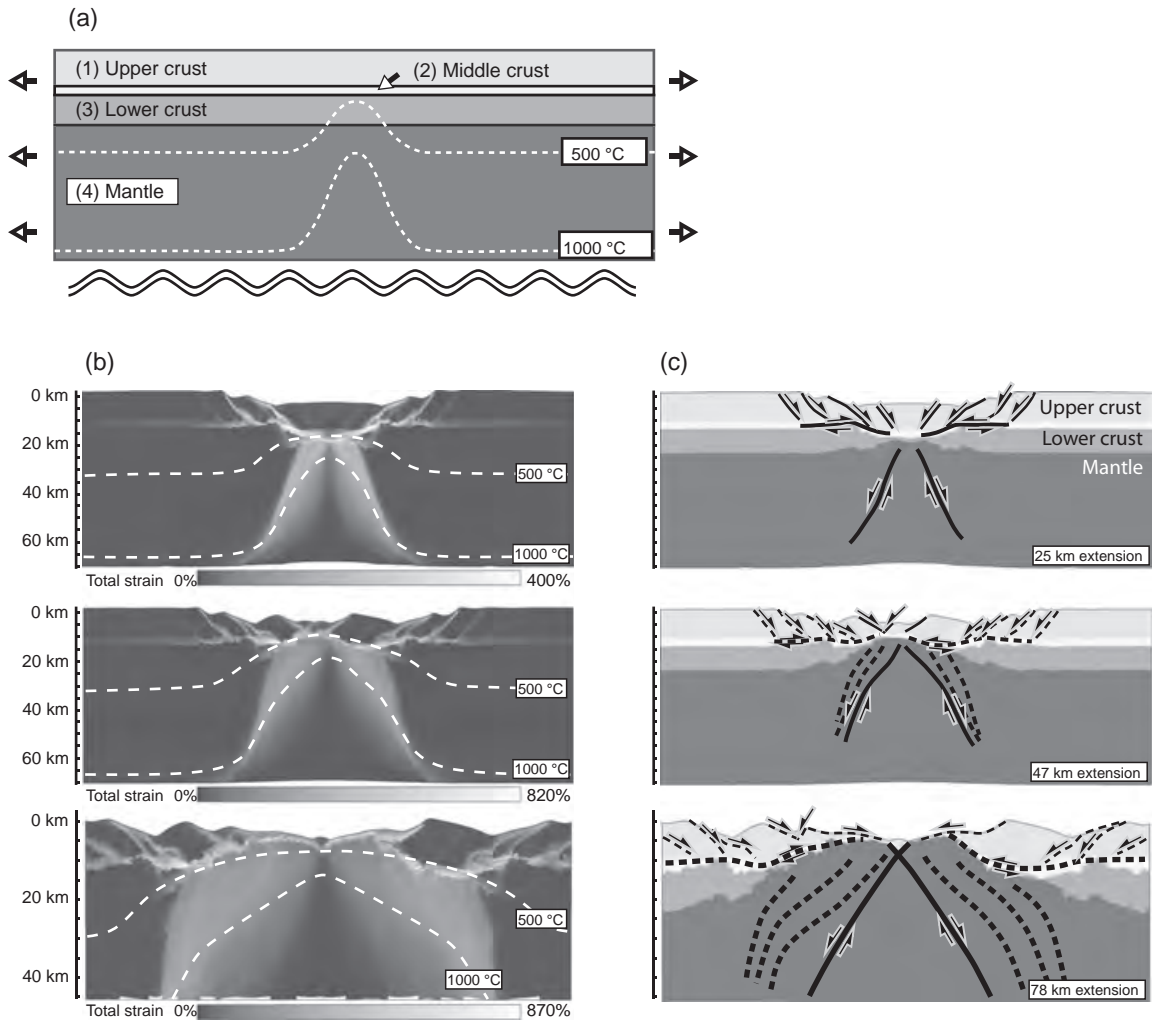 (a)
(1) Upper crust
(2) Middle crust
(3) Lower crust
500 °C
(4) Mantle
1000 °C
(b)
0 km
20 km
40 km
60 km
500 °C
1000 °C
Total strain 0% 400%
0 km
20 km
40 km
60 km
500 °C
1000 °C
Total strain 0% 820%
0 km
20 km
40 km
500 °C
1000 °C
Total strain 0% 870%
(c)
Upper crust
Lower crust
Mantle
25 km extension
47 km extension
78 km extension